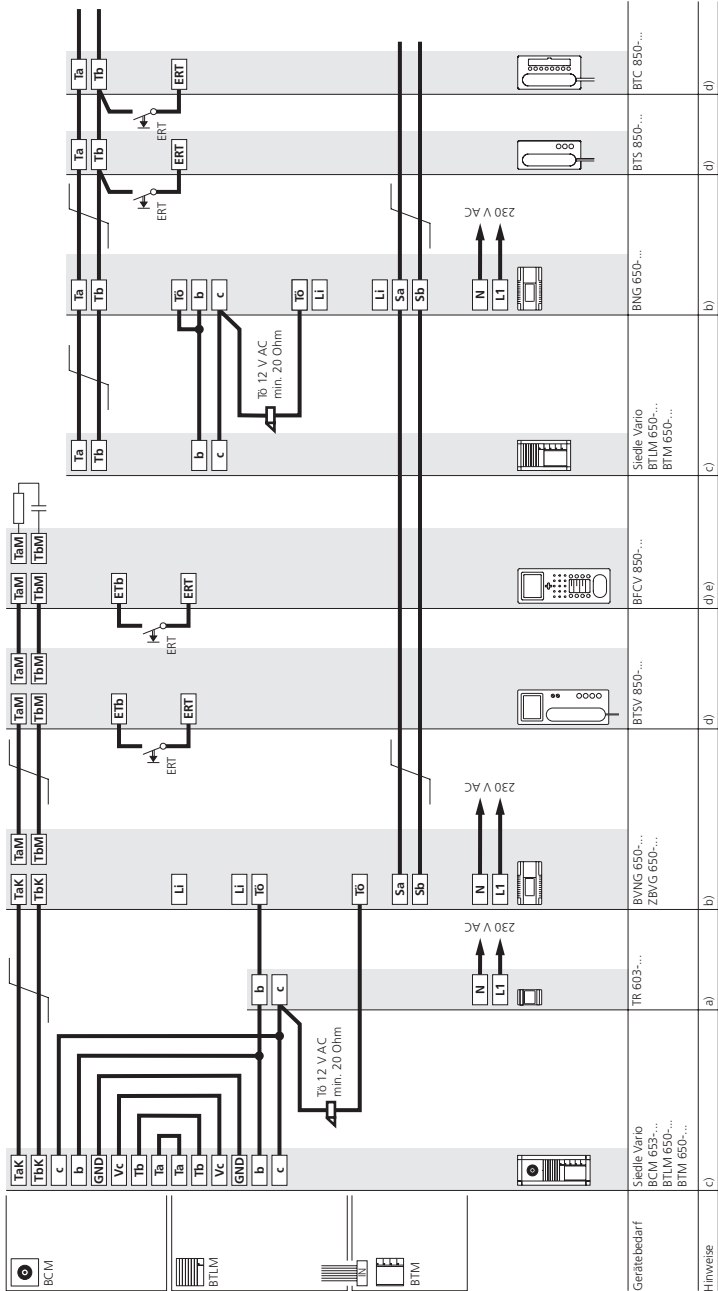 BCM
BTLM
IN
BTM
Gerätebedarf
Hinweise
TaK
TbK
c
b
GND
Vc
Tb
Ta
Ta
Tb
Vc
GND
b
c
Siedle Vario
BCM 653-...
BTLM 650-...
BTM 650-...
c)
Tö 12 V AC
min. 20 Ohm
b
c
N
L1
230 V AC
TR 603-...
a)
TaK
TbK
TaM
TbM
Li
Li
Tö
Tö
Sa
Sb
N
L1
230 V AC
BVNG 650-...
ZBVG 650-...
b)
TaM
TbM
TaM
TbM
ETb
ERT
ERT
BTSV 850-...
d)
TaM
TbM
TaM
TbM
ETb
ERT
ERT
BFCV 850-...
d) e)
Ta
Tb
b
c
Siedle Vario
BTLM 650-...
BTM 650-...
c)
Tö 12 V AC
min. 20 Ohm
Ta
Tb
Tö
b
c
Tö
Li
Li
Sa
Sb
N
L1
230 V AC
BNG 650-...
b)
Ta
Tb
ERT
ERT
BTS 850-...
d)
Ta
Tb
ERT
ERT
BTC 850-...
d)